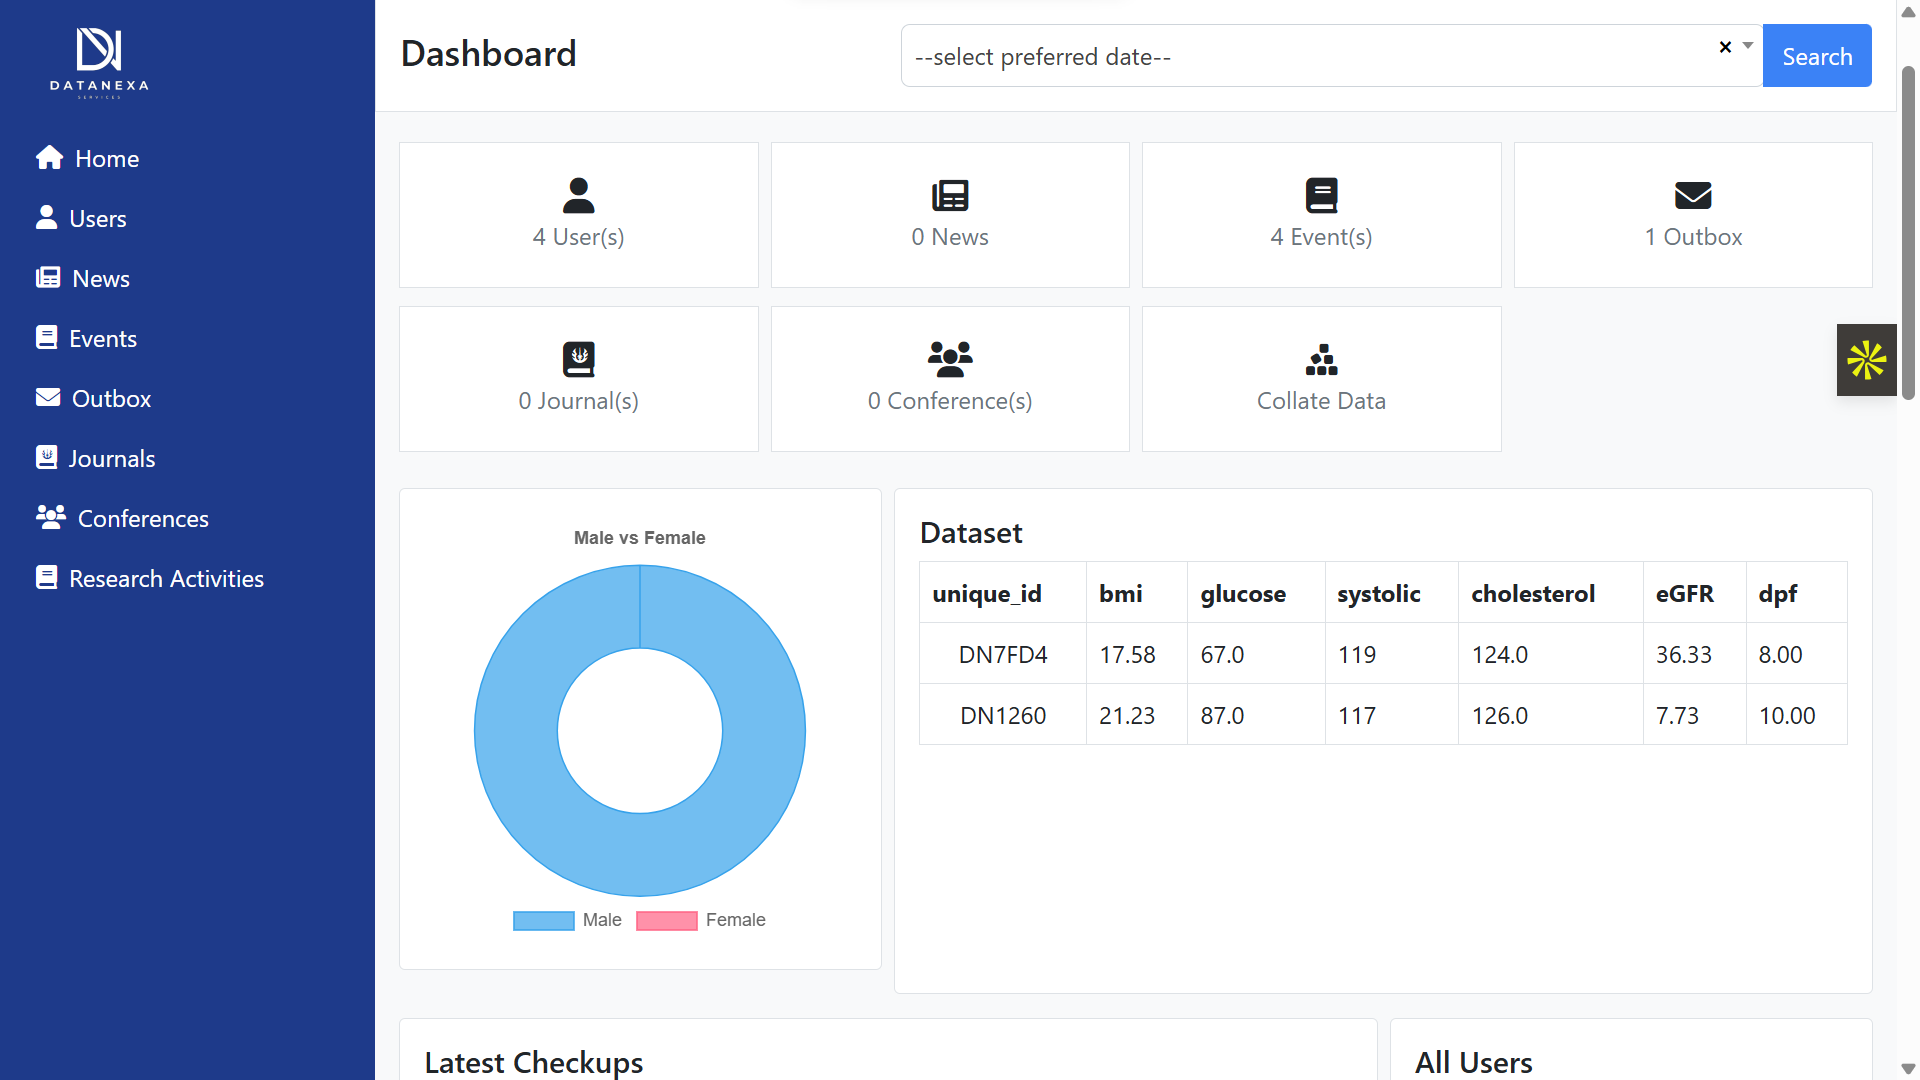 DATANEXA
SERVICES
Home
Users
News
Events
Outbox
Journals
Conferences
Research Activities
Dashboard
--select preferred date--
×
Search
4 User(s)
0 News
4 Event(s)
1 Outbox
0 Journal(s)
0 Conference(s)
Collate Data
Male vs Female
Male Female
Dataset
unique_id bmi glucose systolic cholesterol eGFR dpf
DN7FD4 17.58 67.0 119 124.0 36.33 8.00
DN1260 21.23 87.0 117 126.0 7.73 10.00
Latest Checkups
All Users